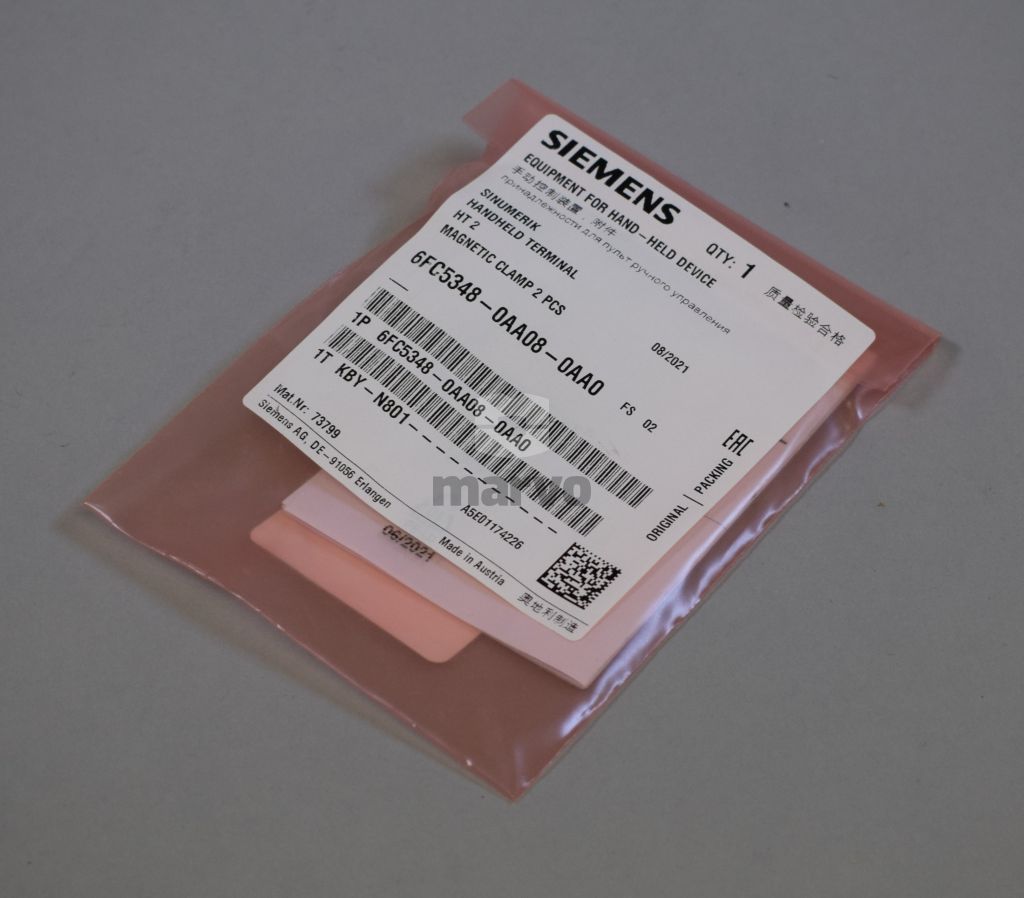 SIEMENS
EQUIPMENT FOR HAND-HELD DEVICE
QTY: 1
手动控制装置，附件
质量检验合格
принадлежности для пульт ручного управления
SINUMERIK
HANDHELD TERMINAL
HT 2
MAGNETIC CLAMP 2 PCS
08/2021
6FC5348-0AA08-0AA0
FS 02
1P 6FC5348-0AA08-0AA0
1T KBY-N801--------
EAC
ORIGINAL PACKING
Mat.Nr: 73799
A5E01174226
Siemens AG, DE-91056 Erlangen
Made in Austria
奥地利制造
06/2021